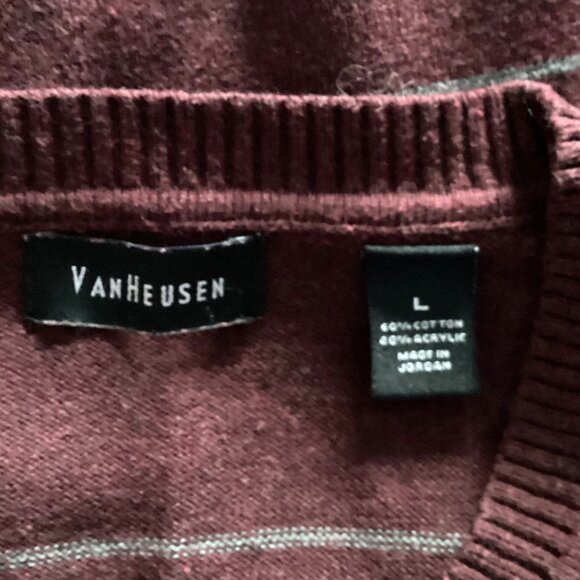 VANHEUSEN
L
60% COTTON
40% ACRYLIC
MADE IN
JORDAN